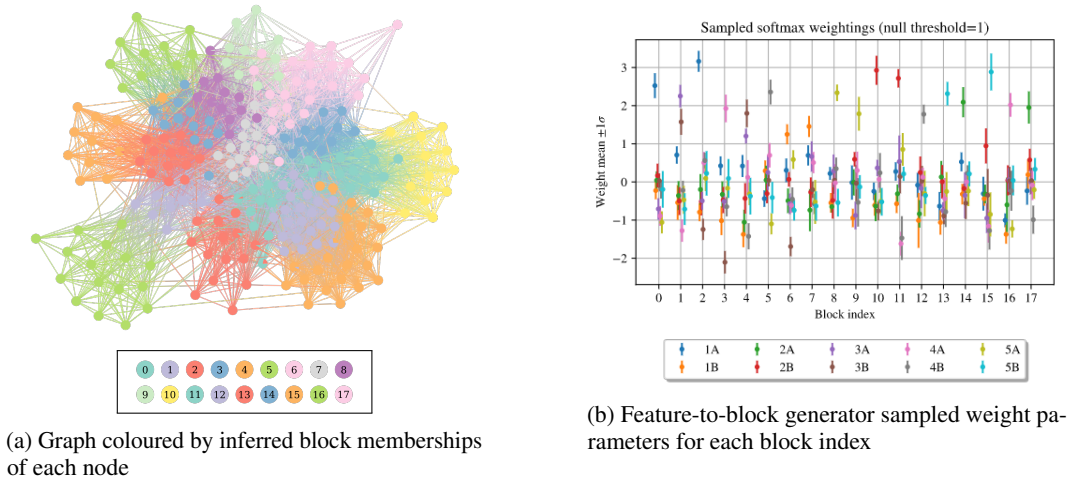 0 1 2 3 4 5 6 7 8
9 10 11 12 13 14 15 16 17
(a) Graph coloured by inferred block memberships
of each node
Sampled softmax weightings (null threshold=1)
Weight mean ±1σ
3
2
1
0
−1
−2
0 1 2 3 4 5 6 7 8 9 10 11 12 13 14 15 16 17
Block index
1A 2A 3A 4A 5A
1B 2B 3B 4B 5B
(b) Feature-to-block generator sampled weight pa-
rameters for each block index